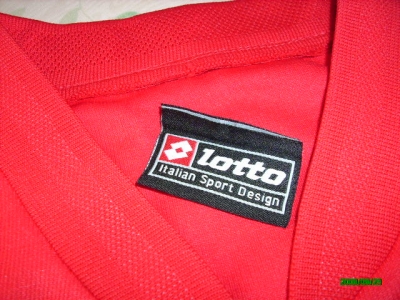 lotto
Italian Sport Design